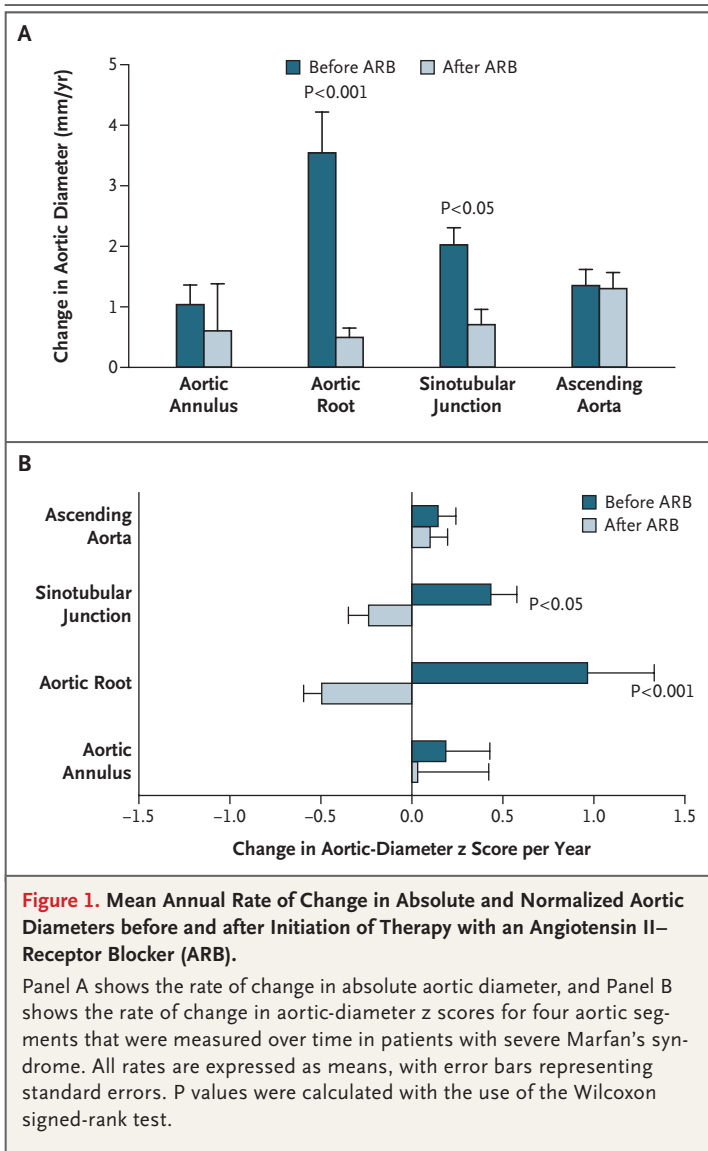 A
Change in Aortic Diameter (mm/yr)
5
4
3
2
1
0
Before ARB After ARB
P<0.001
P<0.05
Aortic
Annulus
Aortic
Root
Sinotubular
Junction
Ascending
Aorta
B
Before ARB
After ARB
Ascending
Aorta
Sinotubular
Junction
P<0.05
Aortic Root
P<0.001
Aortic
Annulus
−1.5 −1.0 −0.5 0.0 0.5 1.0 1.5
Change in Aortic-Diameter z Score per Year
Figure 1. Mean Annual Rate of Change in Absolute and Normalized Aortic
Diameters before and after Initiation of Therapy with an Angiotensin II–
Receptor Blocker (ARB).
Panel A shows the rate of change in absolute aortic diameter, and Panel B
shows the rate of change in aortic-diameter z scores for four aortic seg-
ments that were measured over time in patients with severe Marfan’s syn-
drome. All rates are expressed as means, with error bars representing
standard errors. P values were calculated with the use of the Wilcoxon
signed-rank test.